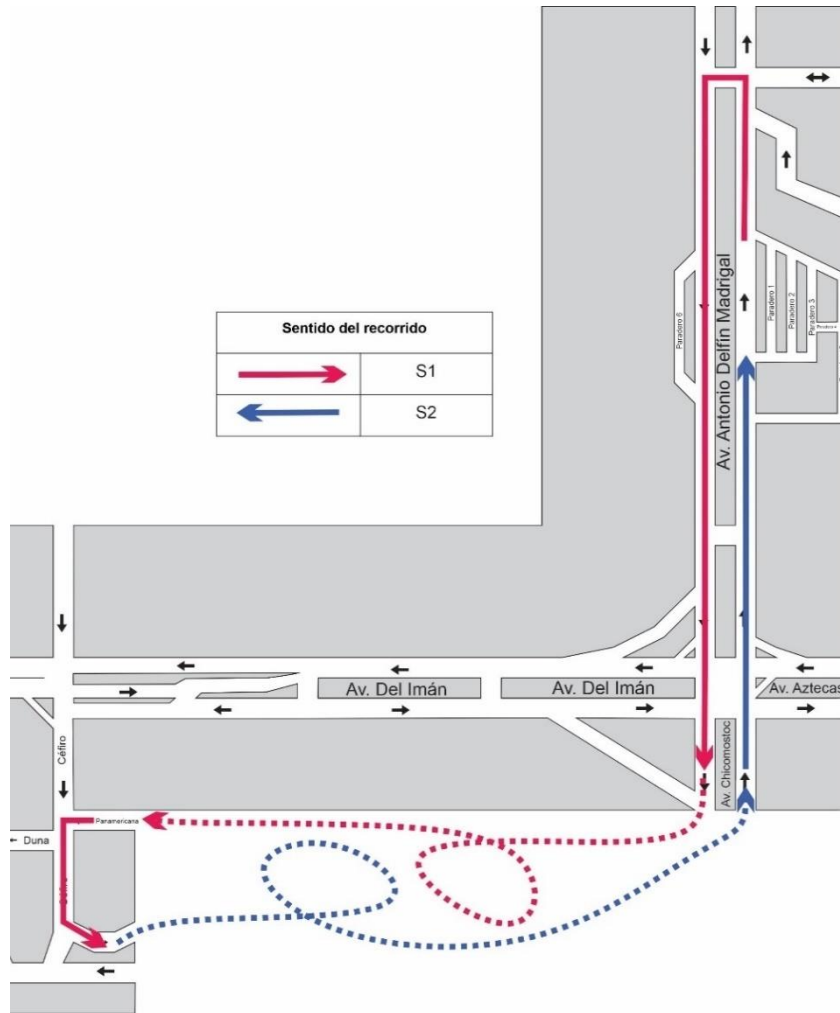 Sentido del recorrido
S1
S2
Av. Antonio Delfín Madrigal
Paradero 6
Paradero 1
Paradero 2
Paradero 3
Av. Del Imán
Av. Del Imán
Av. Aztecas
Av. Chicomostoc
Céfiro
Panamericana
Duna
Céfiro